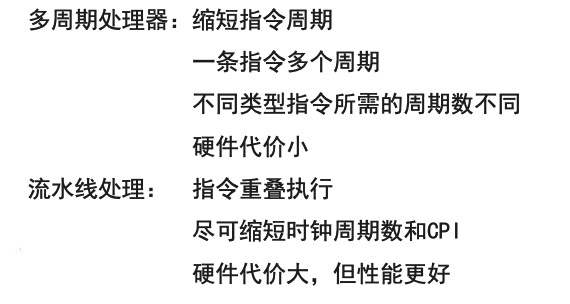 多周期处理器：缩短指令周期
一条指令多个周期
不同类型指令所需的周期数不同
硬件代价小
流水线处理：  指令重叠执行
尽可缩短时钟周期数和CPI
硬件代价大，但性能更好